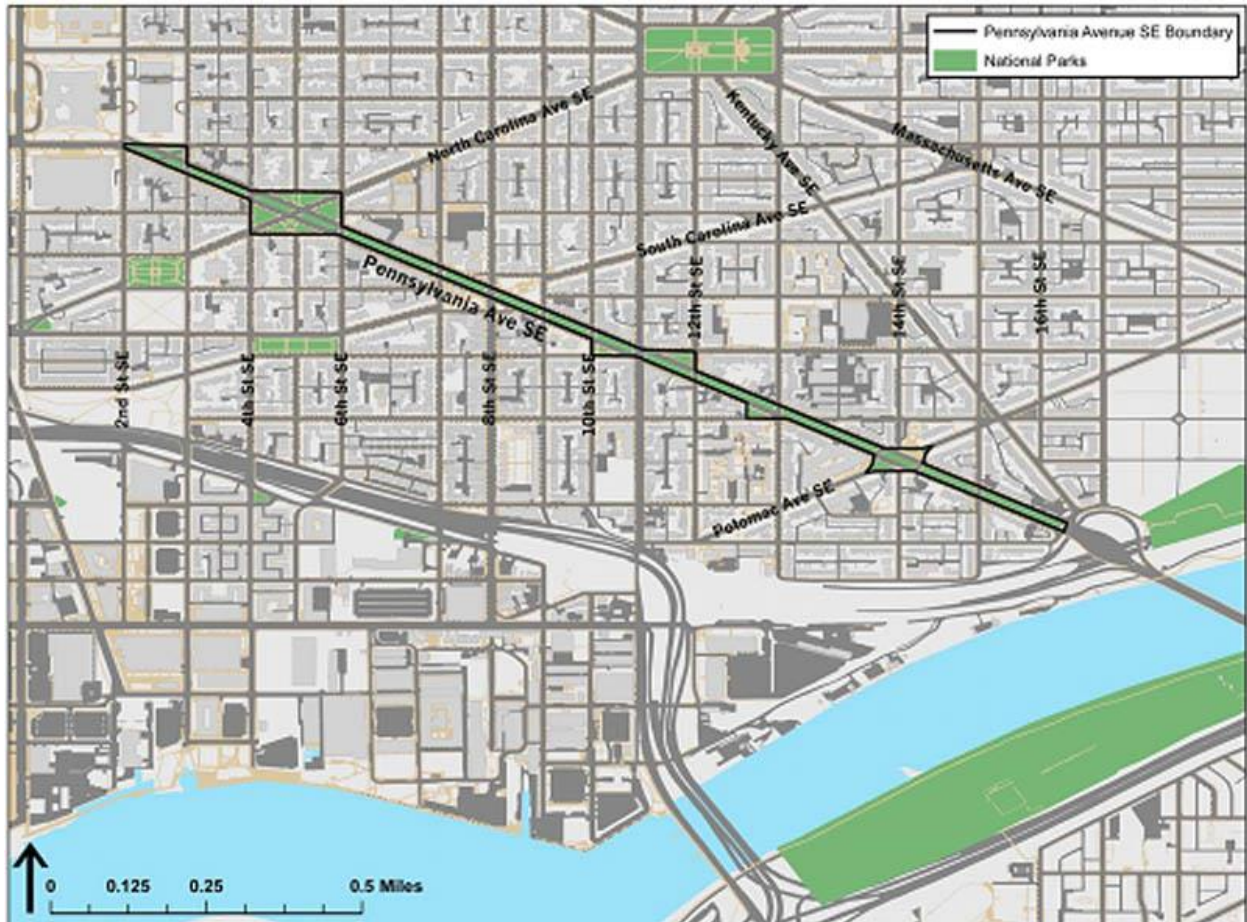 Pennsylvania Avenue SE Boundary
National Parks
North Carolina Ave SE
Kentucky Ave SE
Massachusetts Ave SE
South Carolina Ave SE
Pennsylvania Ave SE
12th St SE
14th St SE
16th St SE
2nd St SE
4th St SE
6th St SE
8th St SE
10th St SE
Potomac Ave SE
0 0.125 0.25 0.5 Miles